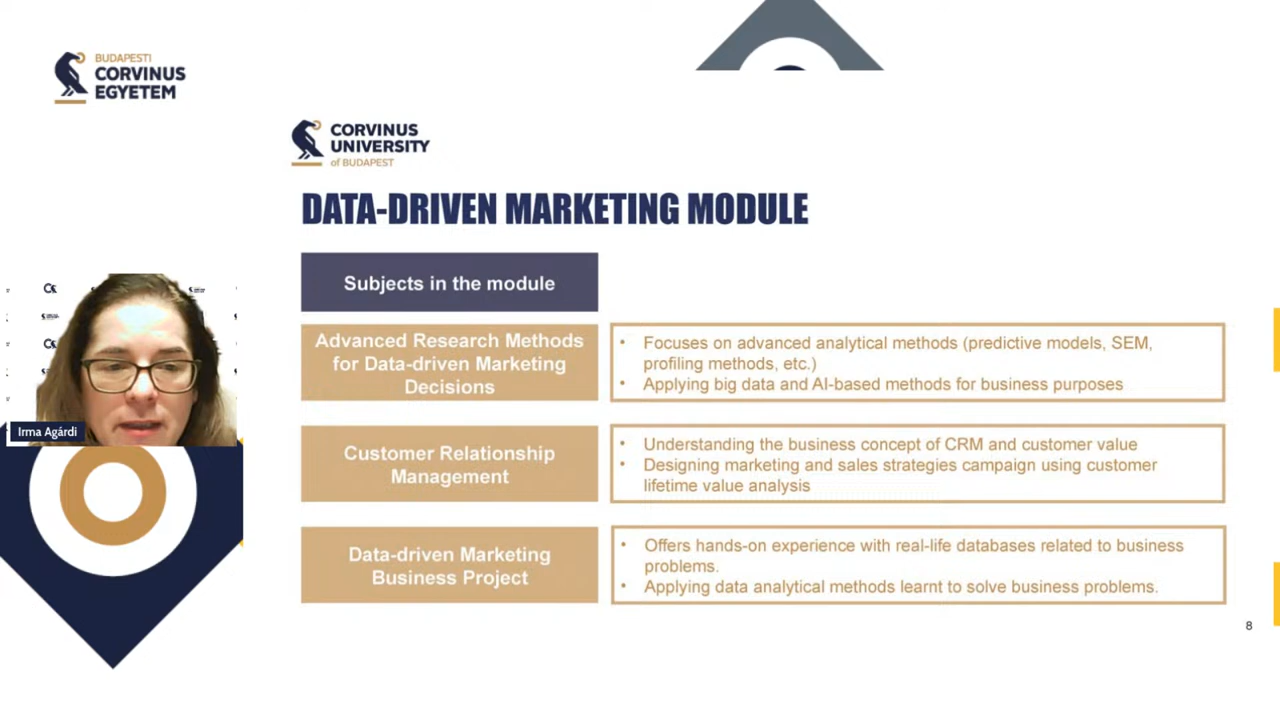 BUDAPESTI
CORVINUS
EGYETEM
CORVINUS
UNIVERSITY
of BUDAPEST
DATA-DRIVEN MARKETING MODULE
Subjects in the module
Advanced Research Methods
for Data-driven Marketing
Decisions
• Focuses on advanced analytical methods (predictive models, SEM,
profiling methods, etc.)
• Applying big data and AI-based methods for business purposes
Customer Relationship
Management
• Understanding the business concept of CRM and customer value
• Designing marketing and sales strategies campaign using customer
lifetime value analysis
Data-driven Marketing
Business Project
• Offers hands-on experience with real-life databases related to business
problems.
• Applying data analytical methods learnt to solve business problems.
Irma Agárdi
8